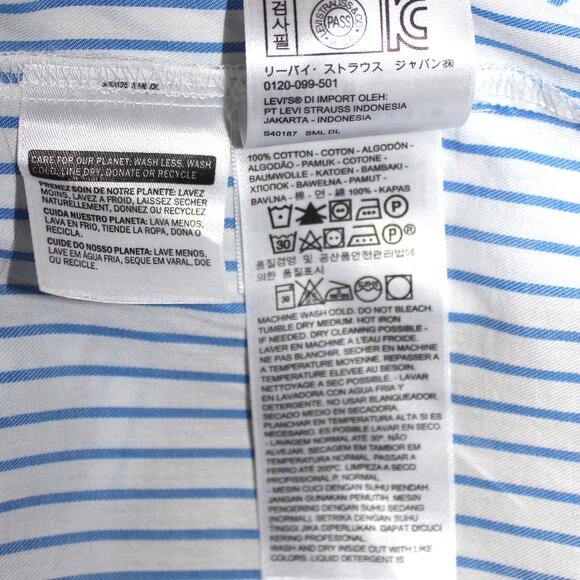 검사필
LEVI STRAUSS & CO.
PASS
リーバイ・ストラウス ジャパン㈱
0120-099-501
LEVI'S® DI IMPORT OLEH:
PT LEVI STRAUSS INDONESIA
JAKARTA - INDONESIA
S40187 SML DL
SML DL
CARE FOR OUR PLANET: WASH LESS, WASH
COLD, LINE DRY, DONATE OR RECYCLE
PRENEZ SOIN DE NOTRE PLANÈTE: LAVEZ
MOINS, LAVEZ À FROID, LAISSEZ SÉCHER
NATURELLEMENT, DONNEZ OU RECYCLEZ
CUIDA NUESTRO PLANETA: LAVA MENOS,
LAVA EN FRÍO, TIENDE LA ROPA, DONA O
RECICLA
CUIDE DO NOSSO PLANETA: LAVE MENOS,
LAVE EM ÁGUA FRIA, SEQUE EM VARAL, DOE
OU RECICLE
100% COTTON - COTON - ALGODÓN -
ALGODÃO - PAMUK - COTONE -
BAUMWOLLE - KATOEN - BAMBAKI -
ХЛОПОК - BAWEŁNA - PAMUT -
BAVLNA - 棉 - 면 - 綿 100% - KAPAS
P
30
P
품질경영 및 공산품안전관리법에
의한 품질표시
30
MACHINE WASH COLD. DO NOT BLEACH.
TUMBLE DRY MEDIUM. HOT IRON
IF NEEDED. DRY CLEANING POSSIBLE -
LAVER EN MACHINE A L'EAU FROIDE.
NE PAS BLANCHIR. SECHER EN MACHINE
A TEMPERATURE MOYENNE. REPASSER A
TEMPERATURE ELEVEE AU BESOIN.
NETTOYAGE A SEC POSSIBLE - LAVAR
EN LAVADORA CON AGUA FRIA Y
DETERGENTE. NO USAR BLANQUEADOR.
SECADO MEDIO EN SECADORA.
PLANCHAR EN TEMPERATURA ALTA SI ES
NECESARIO. ES POSIBLE LAVAR EN SECO
- LAVAGEM NORMAL ATÉ 30º. NÃO
ALVEJAR. SECAGEM EM TAMBOR EM
TEMPERATURA NORMAL. PASSAR A
FERRO ATÉ 200ºC. LIMPEZA A SECO
PROFISSIONAL P, NORMAL.
- MESIN CUCI DENGAN SUHU RENDAH.
JANGAN GUNAKAN PEMUTIH. MESIN
PENGERING DENGAN SUHU SEDANG
(NORMAL). SETRIKA DENGAN SUHU
TINGGI JIKA DIPERLUKAN. DAPAT DICUCI
KERING PROFESSIONAL
WASH AND DRY INSIDE OUT WITH LIKE
COLORS. LIQUID DETERGENT IS